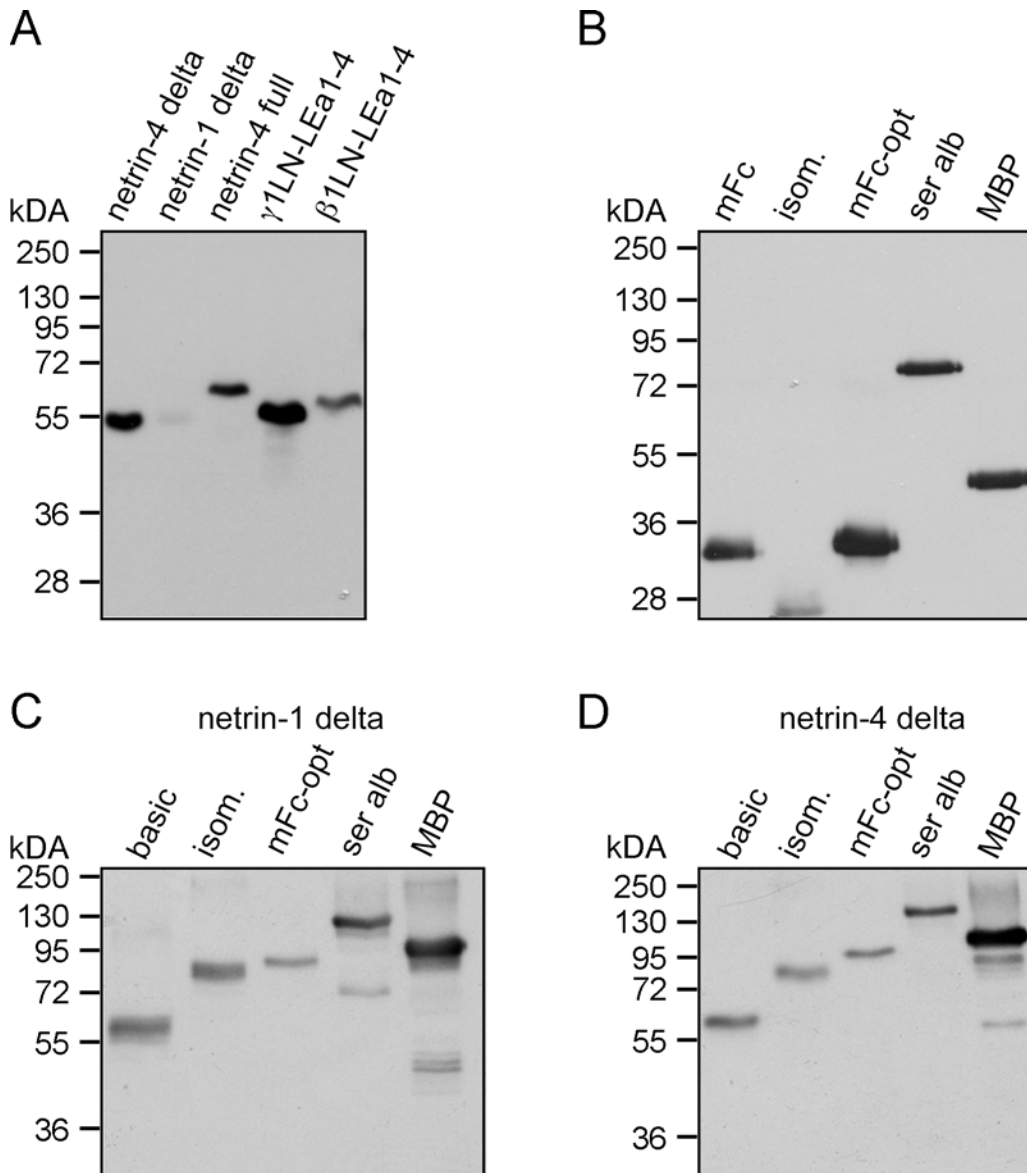 A
netrin-4 delta
netrin-1 delta
netrin-4 full
γ1LN-LEa1-4
β1LN-LEa1-4
kDA
250
130
95
72
55
36
28
B
mFc
isom.
mFc-opt
ser alb
MBP
kDA
250
130
95
72
55
36
28
C
netrin-1 delta
basic
isom.
mFc-opt
ser alb
MBP
kDA
250
130
95
72
55
36
D
netrin-4 delta
basic
isom.
mFc-opt
ser alb
MBP
kDA
250
130
95
72
55
36